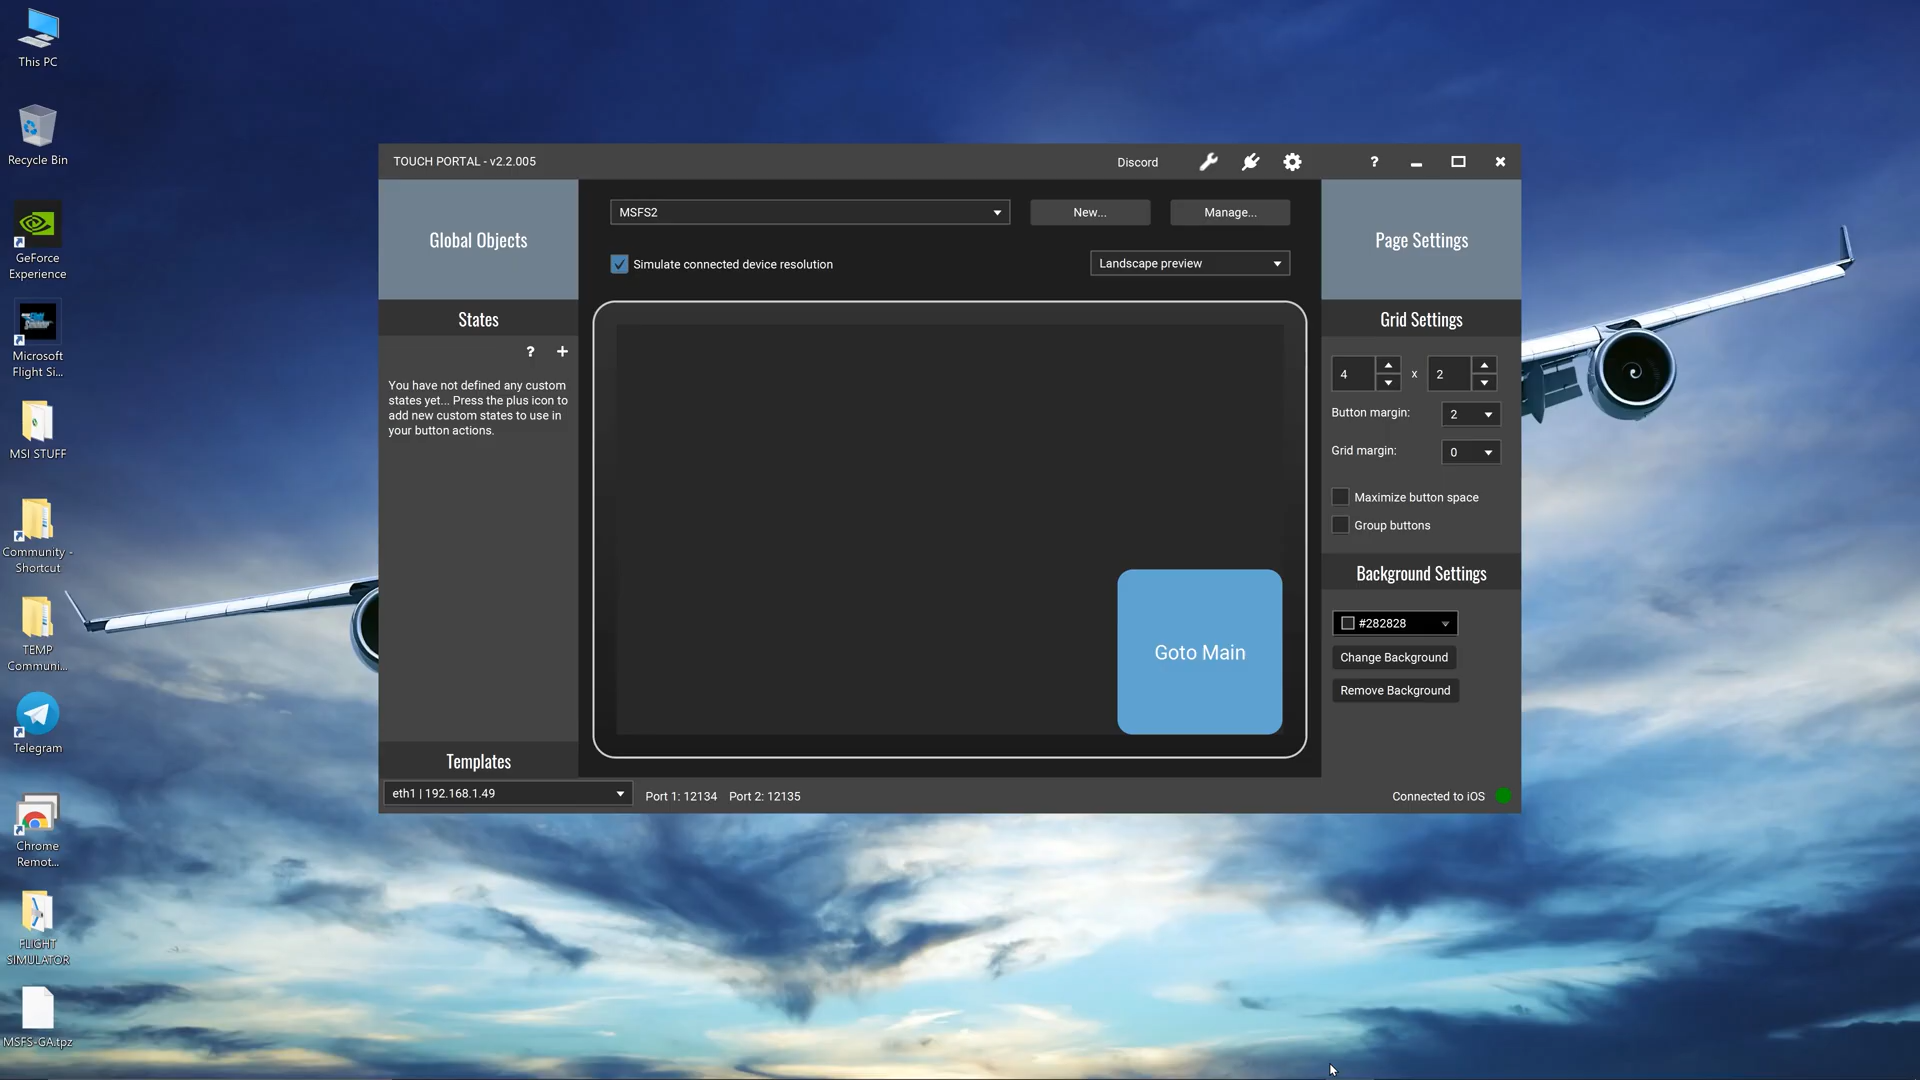 This PC
Recycle Bin
GeForce
Experience
Microsoft
Flight Si...
MSI STUFF
Community -
Shortcut
TEMP
Communi...
Telegram
Chrome
Remot...
FLIGHT
SIMULATOR
MSFS-GA.tpz
TOUCH PORTAL - v2.2.005
Discord
?
Global Objects
MSFS2
New...
Manage...
Page Settings
Simulate connected device resolution
Landscape preview
States
? +
You have not defined any custom
states yet... Press the plus icon to
add new custom states to use in
your button actions.
Goto Main
Grid Settings
4 x 2
Button margin: 2
Grid margin: 0
Maximize button space
Group buttons
Background Settings
#282828
Change Background
Remove Background
Templates
eth1 | 192.168.1.49
Port 1: 12134 Port 2: 12135
Connected to iOS